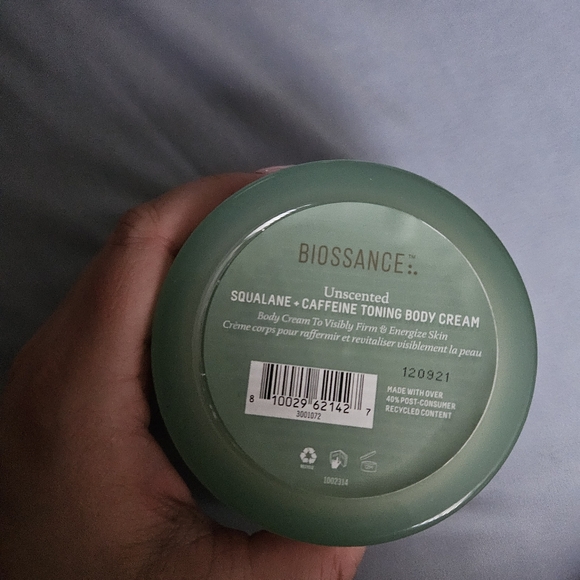 BIOSSANCE™
Unscented
SQUALANE + CAFFEINE TONING BODY CREAM
Body Cream To Visibly Firm & Energize Skin
Crème corps pour raffermir et revitaliser visiblement la peau
120921
MADE WITH OVER
40% POST-CONSUMER
RECYCLED CONTENT
8 10029 62142 7
3001072
1002314